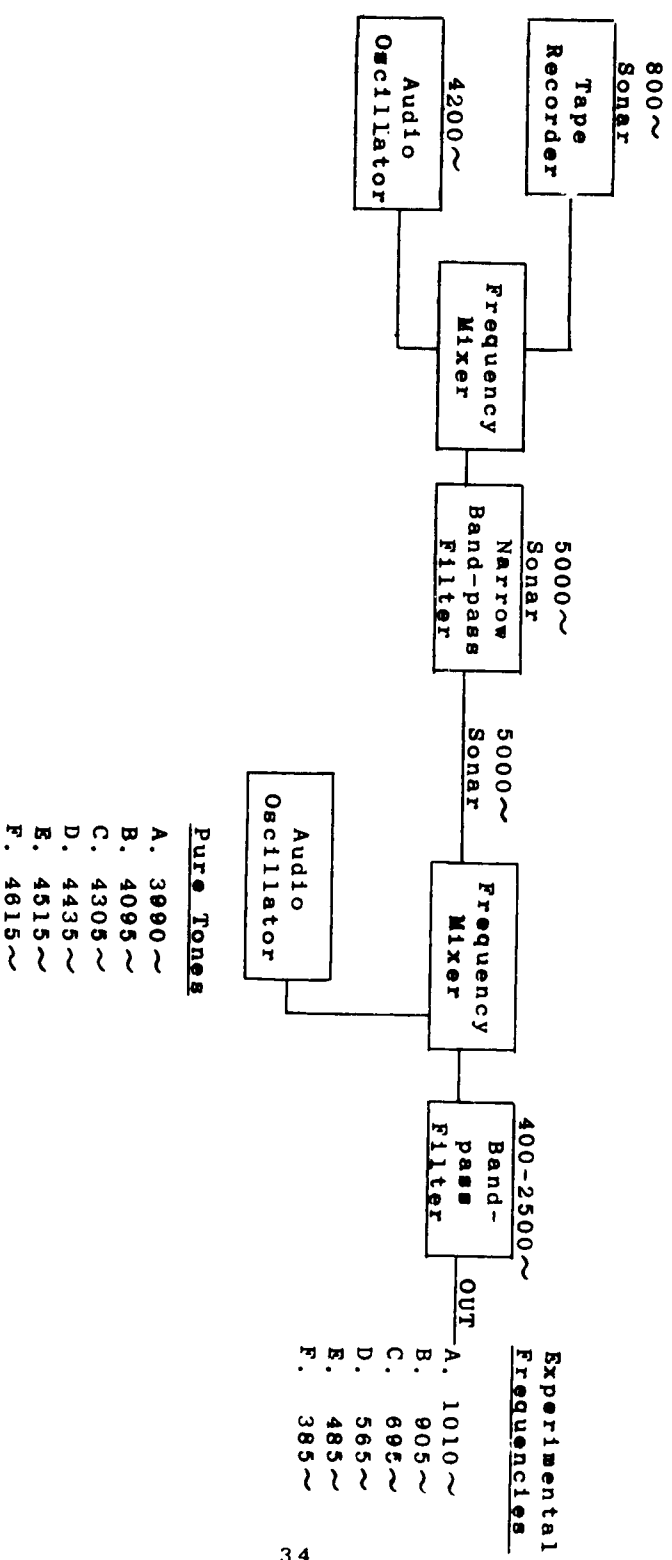 800~
Sonar
Tape
Recorder
4200~
Audio
Oscillator
Frequency
Mixer
5000~
Sonar
Narrow
Band-pass
Filter
5000~
Sonar
Frequency
Mixer
Audio
Oscillator
Pure Tones
A. 3990~
B. 4095~
C. 4305~
D. 4435~
E. 4515~
F. 4615~
400-2500~
Band-
pass
Filter
OUT
Experimental
Frequencies
A. 1010~
B. 905~
C. 695~
D. 565~
E. 485~
F. 385~
34